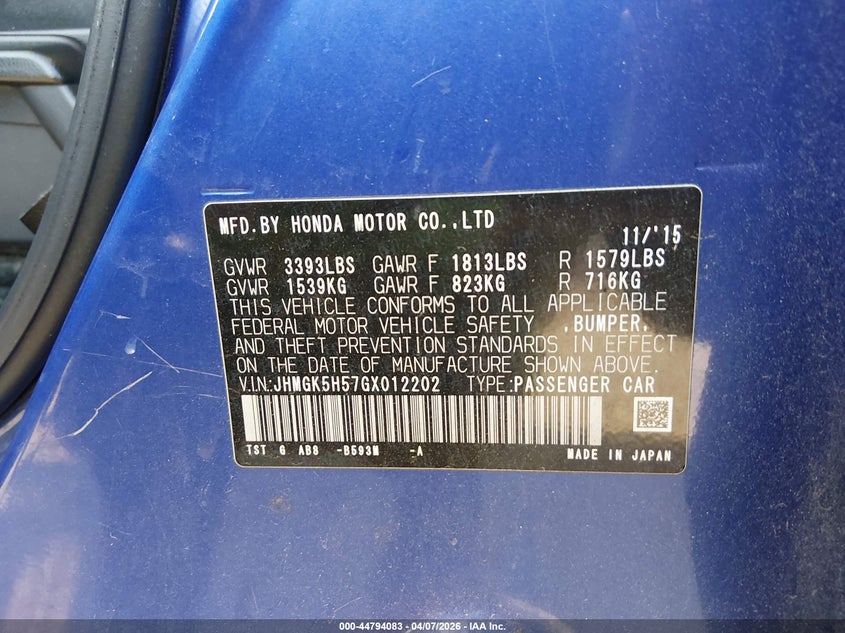 MFD.BY HONDA MOTOR CO.,LTD 11/'15
GVWR 3393LBS GAWR F 1813LBS R 1579LBS
GVWR 1539KG GAWR F 823KG R 716KG
THIS VEHICLE CONFORMS TO ALL APPLICABLE
FEDERAL MOTOR VEHICLE SAFETY ,BUMPER,
AND THEFT PREVENTION STANDARDS IN EFFECT
ON THE DATE OF MANUFACTURE SHOWN ABOVE.
V.I.N:JHMGK5H57GX012202 TYPE:PASSENGER CAR
TST G AB8 -B593M -A MADE IN JAPAN
000-44794083 - 04/07/2026 - IAA Inc.